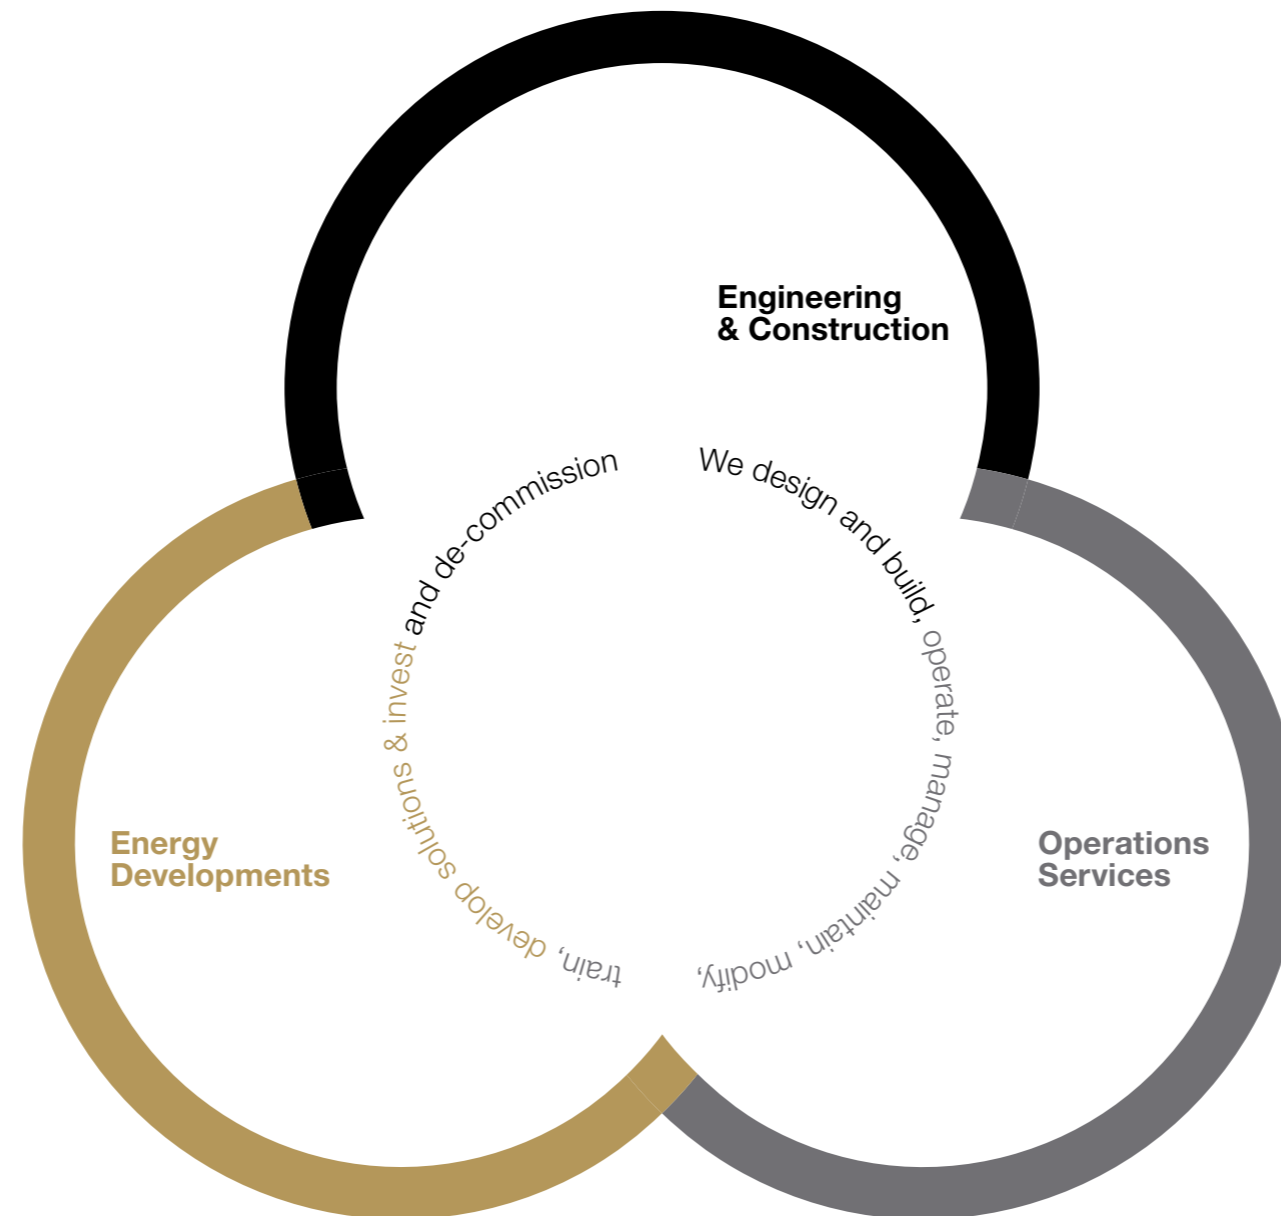 Engineering
& Construction
We design and build, operate, manage, maintain, modify,
train, develop solutions & invest and de-commission
Energy
Developments
Operations
Services